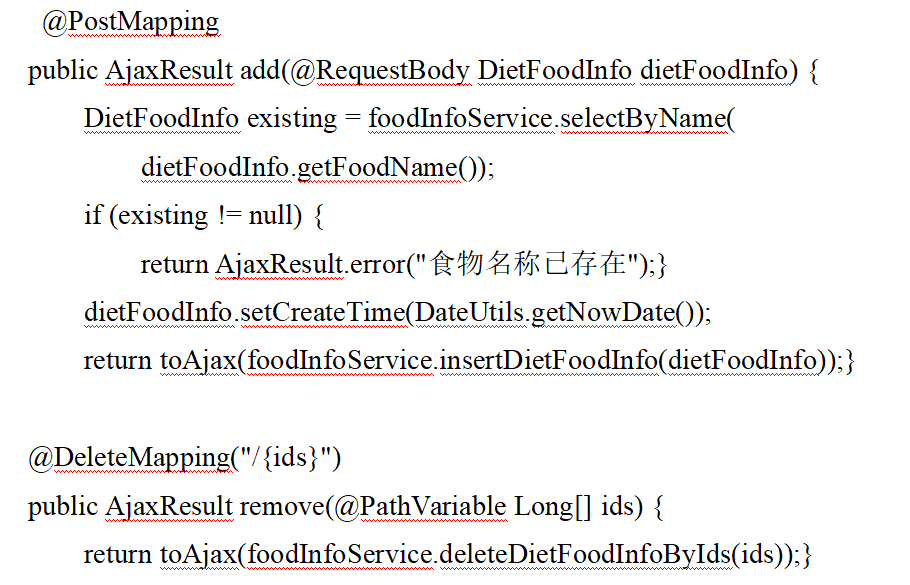 @PostMapping
public AjaxResult add(@RequestBody DietFoodInfo dietFoodInfo) {
DietFoodInfo existing = foodInfoService.selectByName(
dietFoodInfo.getFoodName());
if (existing != null) {
return AjaxResult.error("食物名称已存在");}
dietFoodInfo.setCreateTime(DateUtils.getNowDate());
return toAjax(foodInfoService.insertDietFoodInfo(dietFoodInfo));}
@DeleteMapping("/{ids}")
public AjaxResult remove(@PathVariable Long[] ids) {
return toAjax(foodInfoService.deleteDietFoodInfoByIds(ids));}